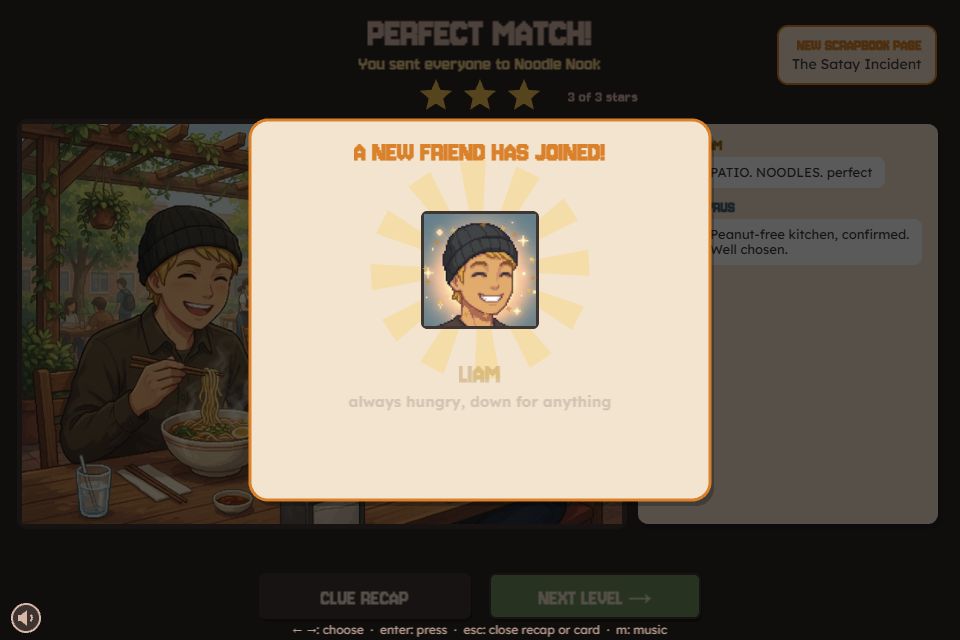 PERFECT MATCH!
You sent everyone to Noodle Nook
3 of 3 stars
NEW SCRAPBOOK PAGE
The Satay Incident
A NEW FRIEND HAS JOINED!
LIAM
always hungry, down for anything
PATIO. NOODLES. perfect
Peanut-free kitchen, confirmed.
Well chosen.
CLUE RECAP
NEXT LEVEL →
← →: choose · enter: press · esc: close recap or card · m: music